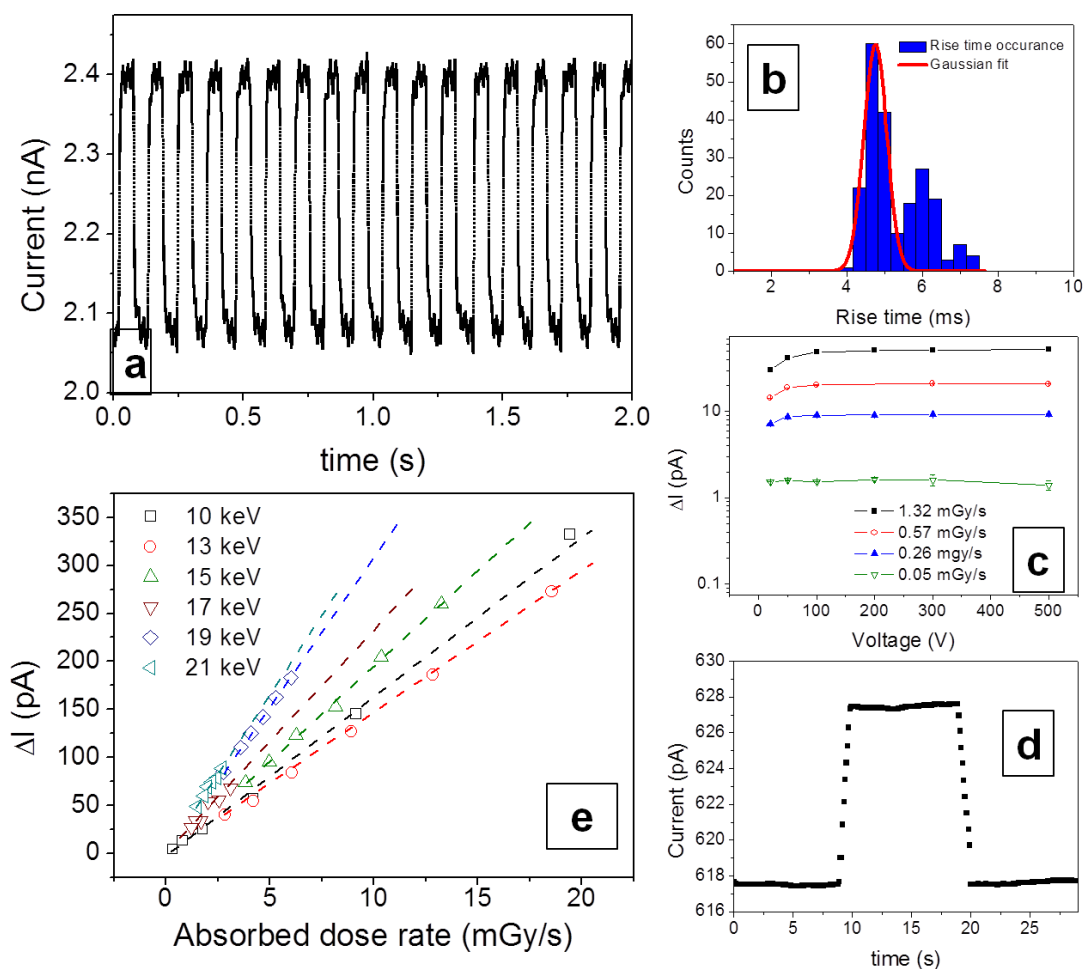 a
Current (nA)
2.4
2.3
2.2
2.1
2.0
0.0 0.5 1.0 1.5 2.0
time (s)
b
Rise time occurance
Gaussian fit
Counts
60
50
40
30
20
10
0
2 4 6 8 10
Rise time (ms)
c
ΔI (pA)
10
1
0.1
1.32 mGy/s
0.57 mGy/s
0.26 mgy/s
0.05 mGy/s
0 100 200 300 400 500
Voltage (V)
d
Current (pA)
630
628
626
624
622
620
618
616
0 5 10 15 20 25
time (s)
e
ΔI (pA)
350
300
250
200
150
100
50
0
10 keV
13 keV
15 keV
17 keV
19 keV
21 keV
0 5 10 15 20
Absorbed dose rate (mGy/s)